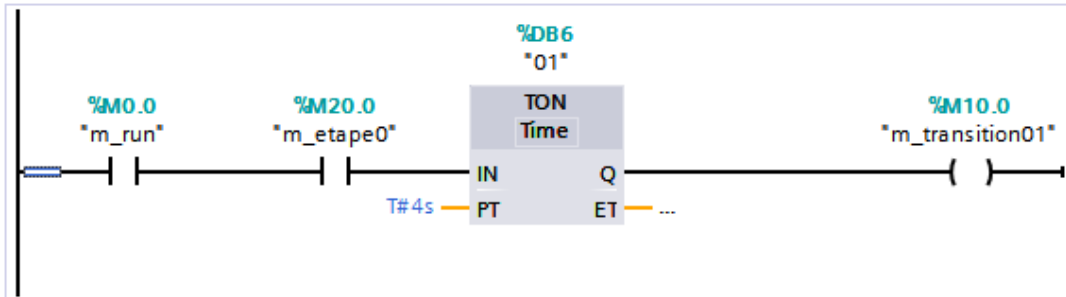 %DB6
"01"
%M0.0 %M20.0 TON %M10.0
"m_run" "m_etape0" Time "m_transition01"
IN Q
T#4s PT ET ...